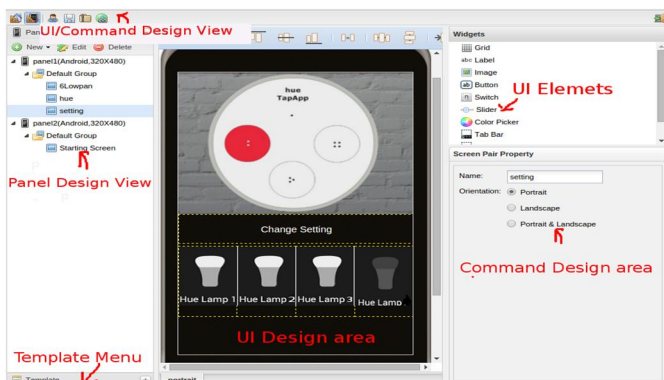 UI/Command Design View
Pan
New
Edit
Delete
panel1(Android,320X480)
Default Group
6Lowpan
hue
setting
panel2(Android,320X480)
Default Group
Starting Screen
Panel Design View
Template Menu
Template
hue
TapApp
Change Setting
Hue Lamp 1
Hue Lamp 2
Hue Lamp 3
Hue Lamp
UI Design area
portrait
Widgets
Grid
abc Label
Image
ab Button
Switch
Slider
Color Picker
Tab Bar
UI Elemets
Screen Pair Property
Name: setting
Orientation: Portrait
Landscape
Portrait & Landscape
Command Design area